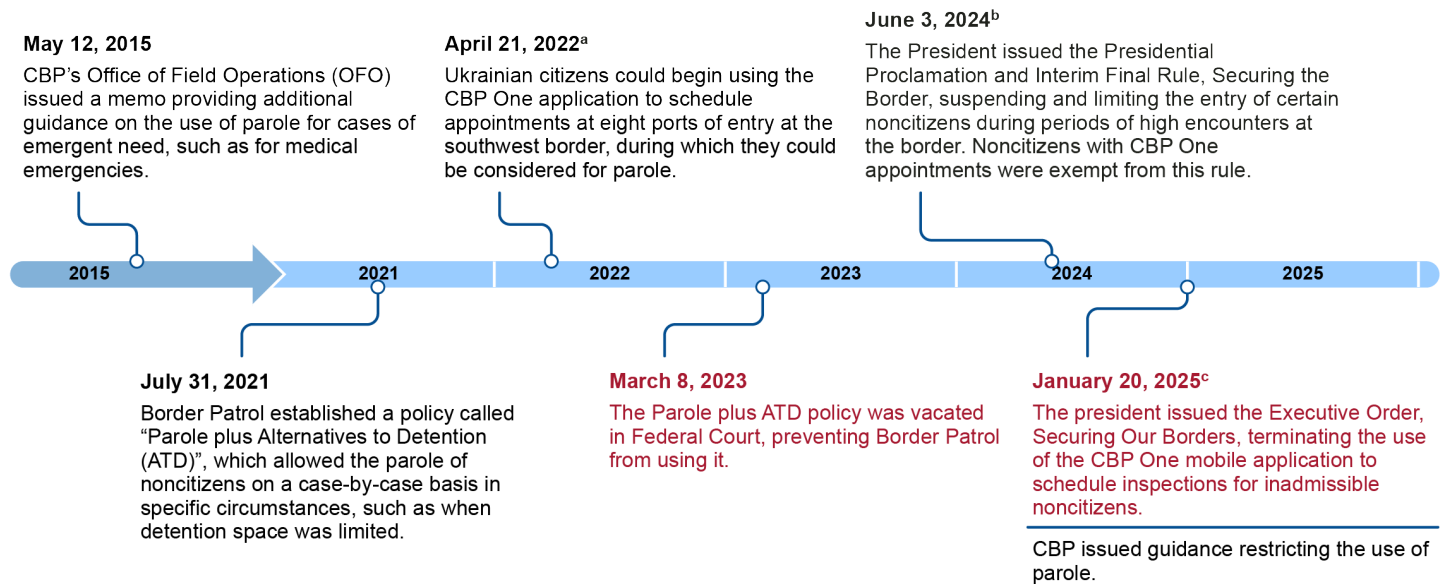 May 12, 2015
CBP’s Office of Field Operations (OFO)
issued a memo providing additional
guidance on the use of parole for cases of
emergent need, such as for medical
emergencies.
April 21, 2022ᵃ
Ukrainian citizens could begin using the
CBP One application to schedule
appointments at eight ports of entry at the
southwest border, during which they could
be considered for parole.
June 3, 2024ᵇ
The President issued the Presidential
Proclamation and Interim Final Rule, Securing the
Border, suspending and limiting the entry of certain
noncitizens during periods of high encounters at
the border. Noncitizens with CBP One
appointments were exempt from this rule.
2015
2021
2022
2023
2024
2025
July 31, 2021
Border Patrol established a policy called
“Parole plus Alternatives to Detention
(ATD)”, which allowed the parole of
noncitizens on a case-by-case basis in
specific circumstances, such as when
detention space was limited.
March 8, 2023
The Parole plus ATD policy was vacated
in Federal Court, preventing Border Patrol
from using it.
January 20, 2025ᶜ
The president issued the Executive Order,
Securing Our Borders, terminating the use
of the CBP One mobile application to
schedule inspections for inadmissible
noncitizens.
CBP issued guidance restricting the use of
parole.